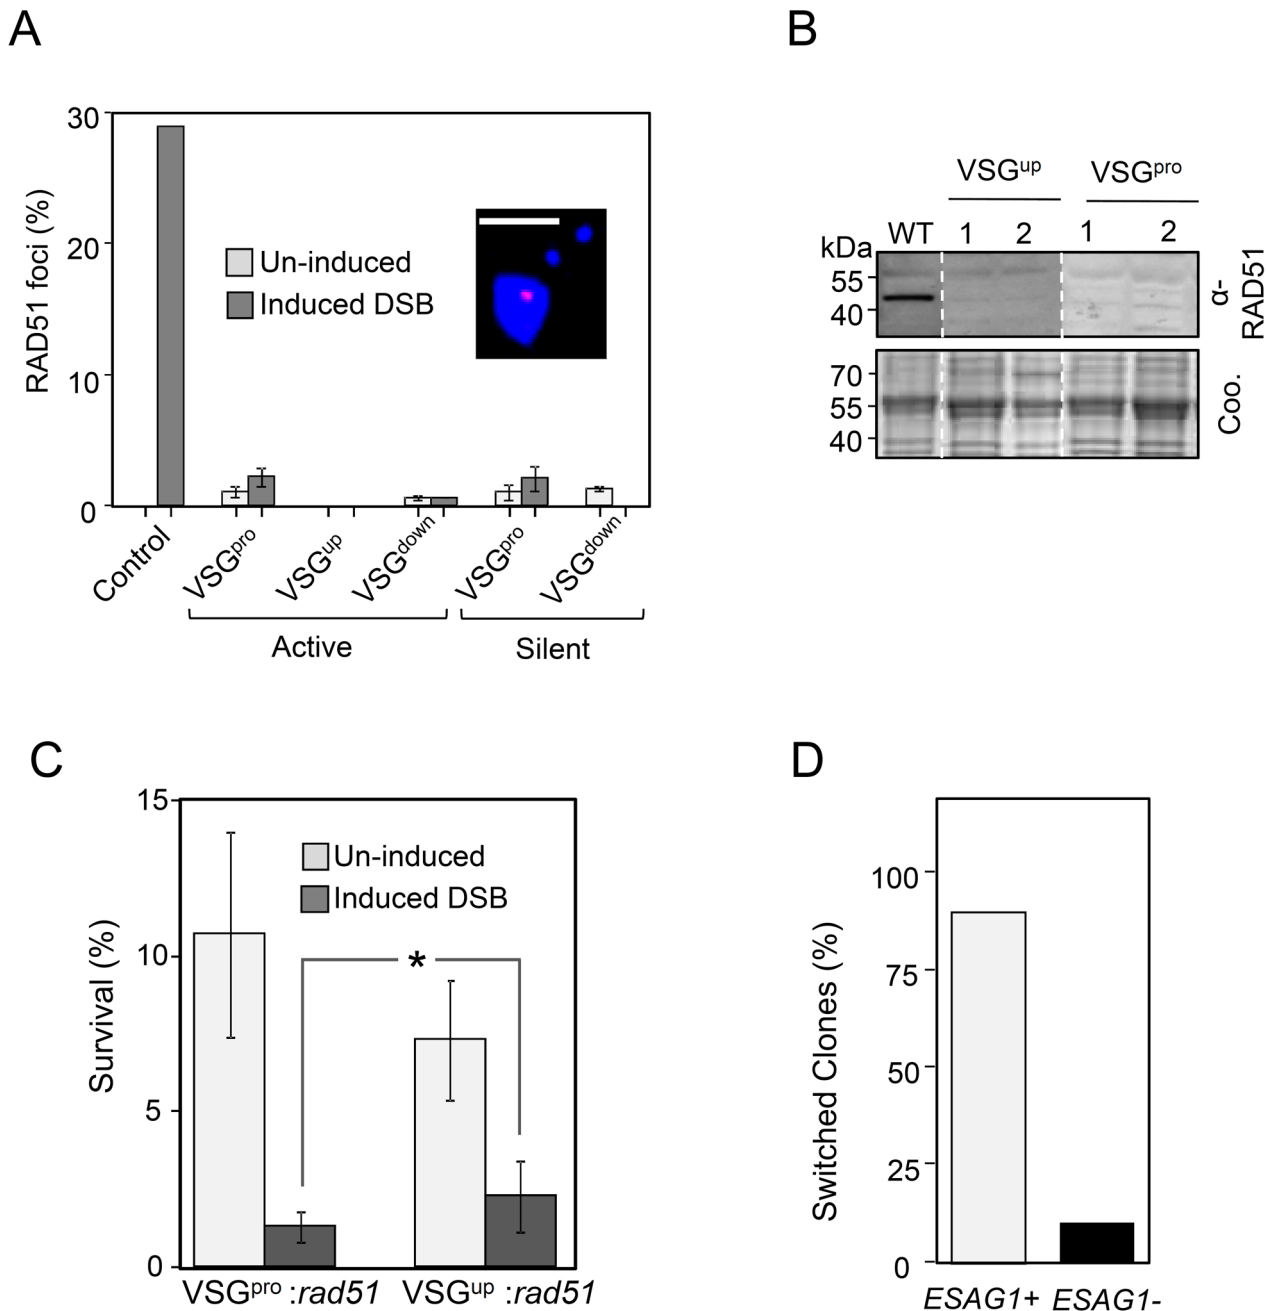 A
30
20
10
0
RAD51 foci (%)
Un-induced
Induced DSB
Control
VSGpro
VSGup
VSGdown
VSGpro
VSGdown
Active
Silent
B
VSGup
VSGpro
kDa
WT
1
2
1
2
55
40
α-
RAD51
70
55
40
Coo.
C
15
10
5
0
Survival (%)
Un-induced
Induced DSB
*
VSGpro :rad51
VSGup :rad51
D
100
75
50
25
0
Switched Clones (%)
ESAG1+
ESAG1-